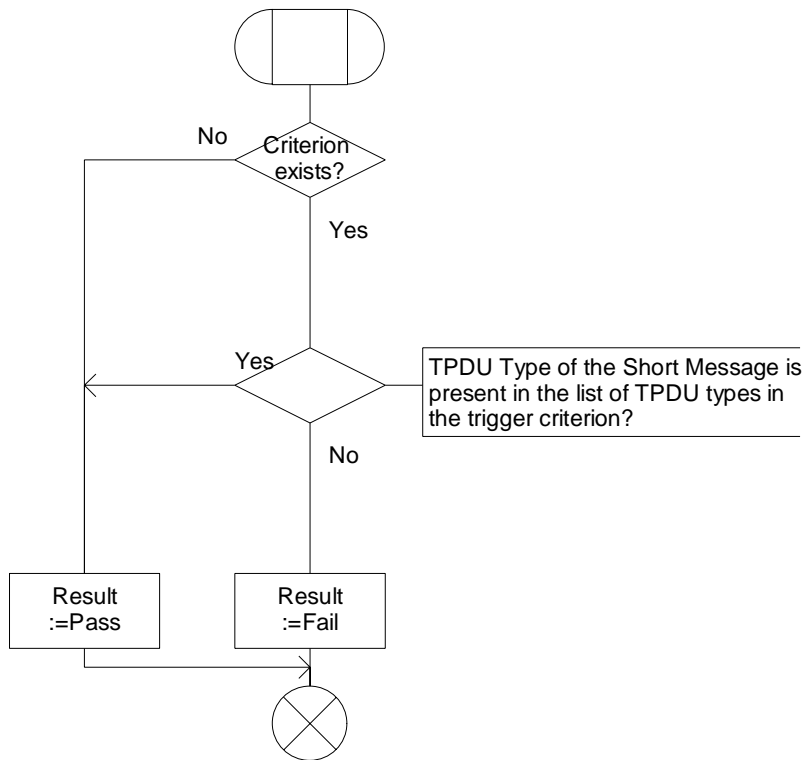 No
Criterion
exists?
Yes
Yes
TPDU Type of the Short Message is
present in the list of TPDU types in
the trigger criterion?
No
Result
:=Pass
Result
:=Fail